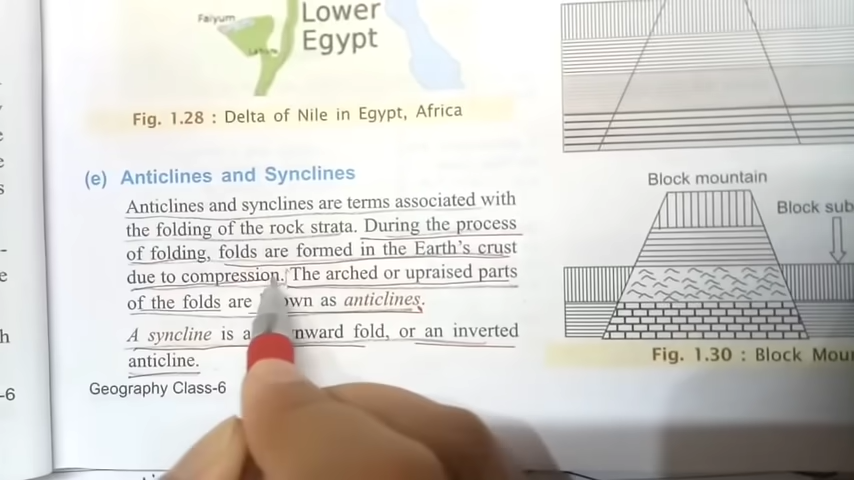 Faiyum
Lower
Egypt
Fig. 1.28 : Delta of Nile in Egypt, Africa
(e) Anticlines and Synclines
Anticlines and synclines are terms associated with
the folding of the rock strata. During the process
of folding, folds are formed in the Earth's crust
due to compression. The arched or upraised parts
of the folds are known as anticlines.
A syncline is a downward fold, or an inverted
anticline.
Geography Class-6
Block mountain
Block sub
Fig. 1.30 : Block Mou
-6